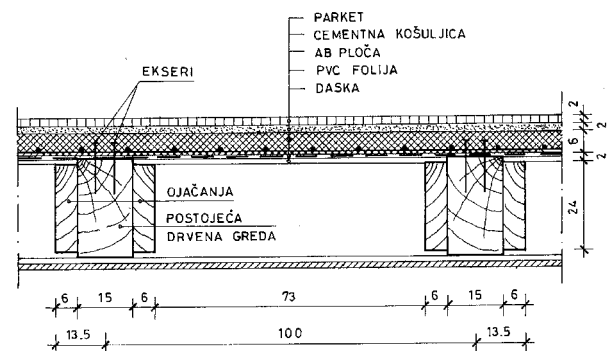 PARKET
CEMENTNA KOŠULJICA
AB PLOČA
PVC FOLIJA
DASKA
EKSERI
2
2
6
2
24
OJAČANJA
POSTOJEĆA
DRVENA GREDA
6 15 6 73 6 15 6
13.5 100 13.5